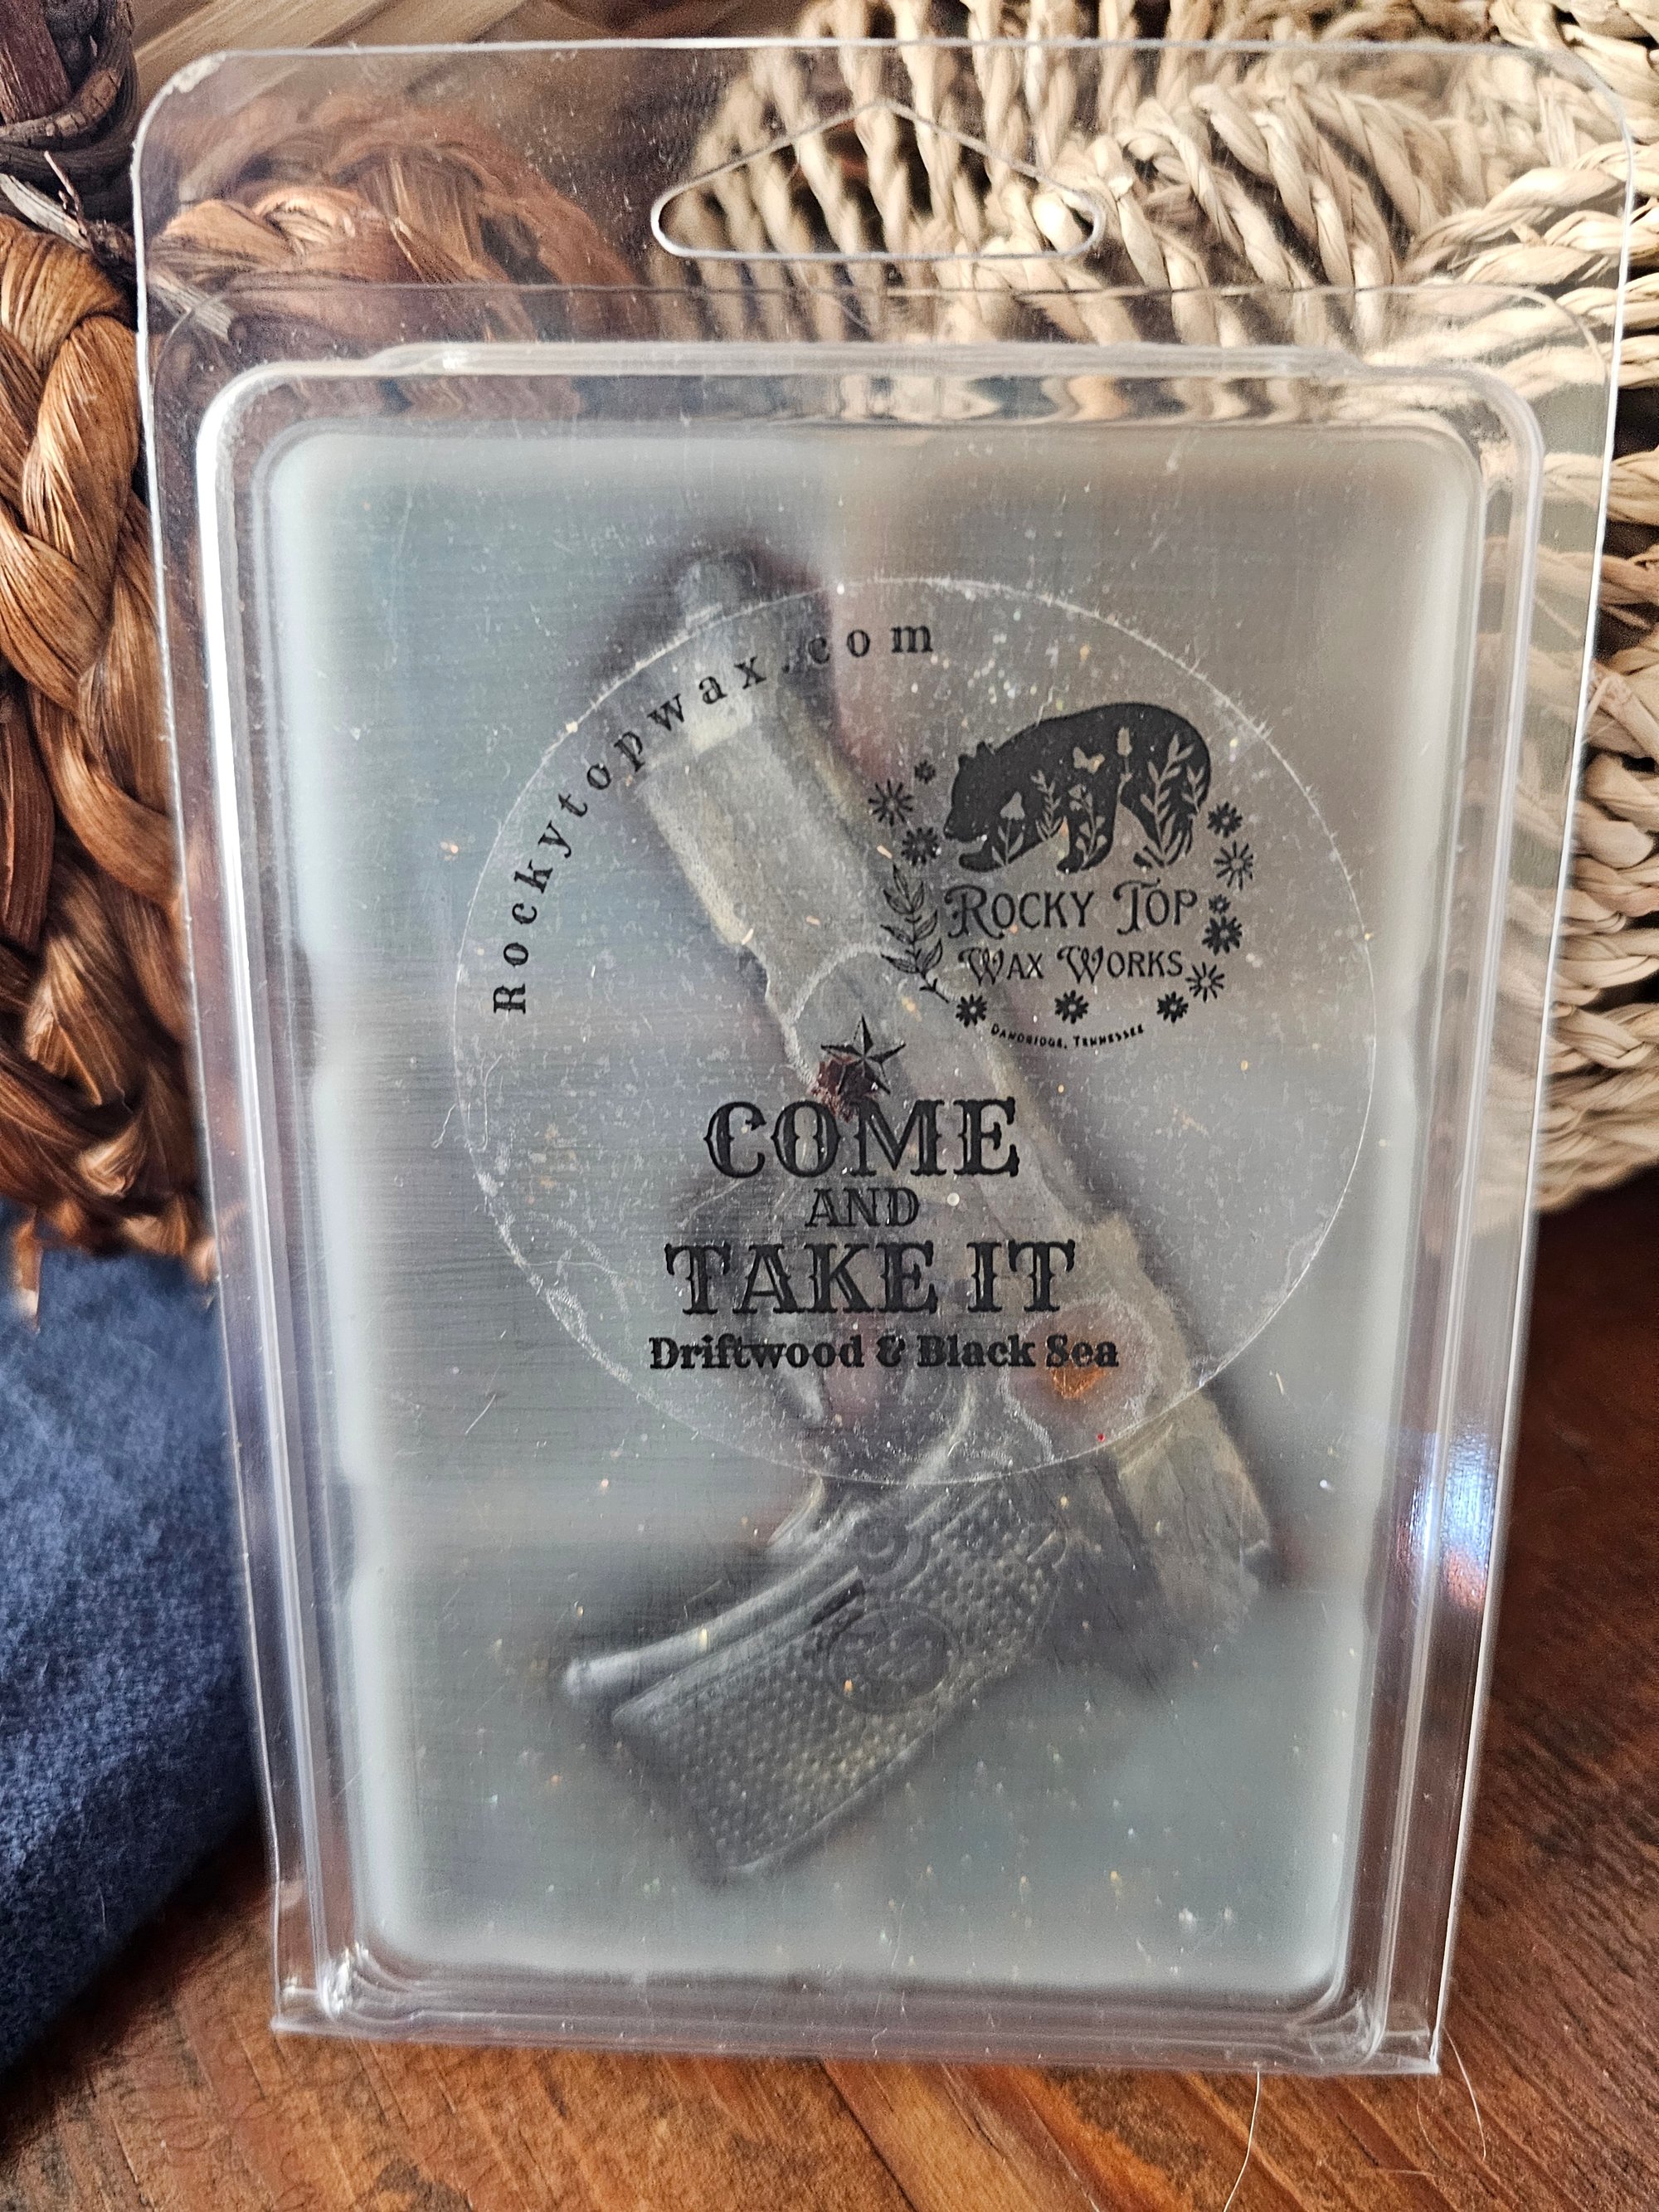 Rockytopwax.com
ROCKY TOP
WAX WORKS
DANDRIDGE, TENNESSEE
COME
AND
TAKE IT
Driftwood & Black Sea